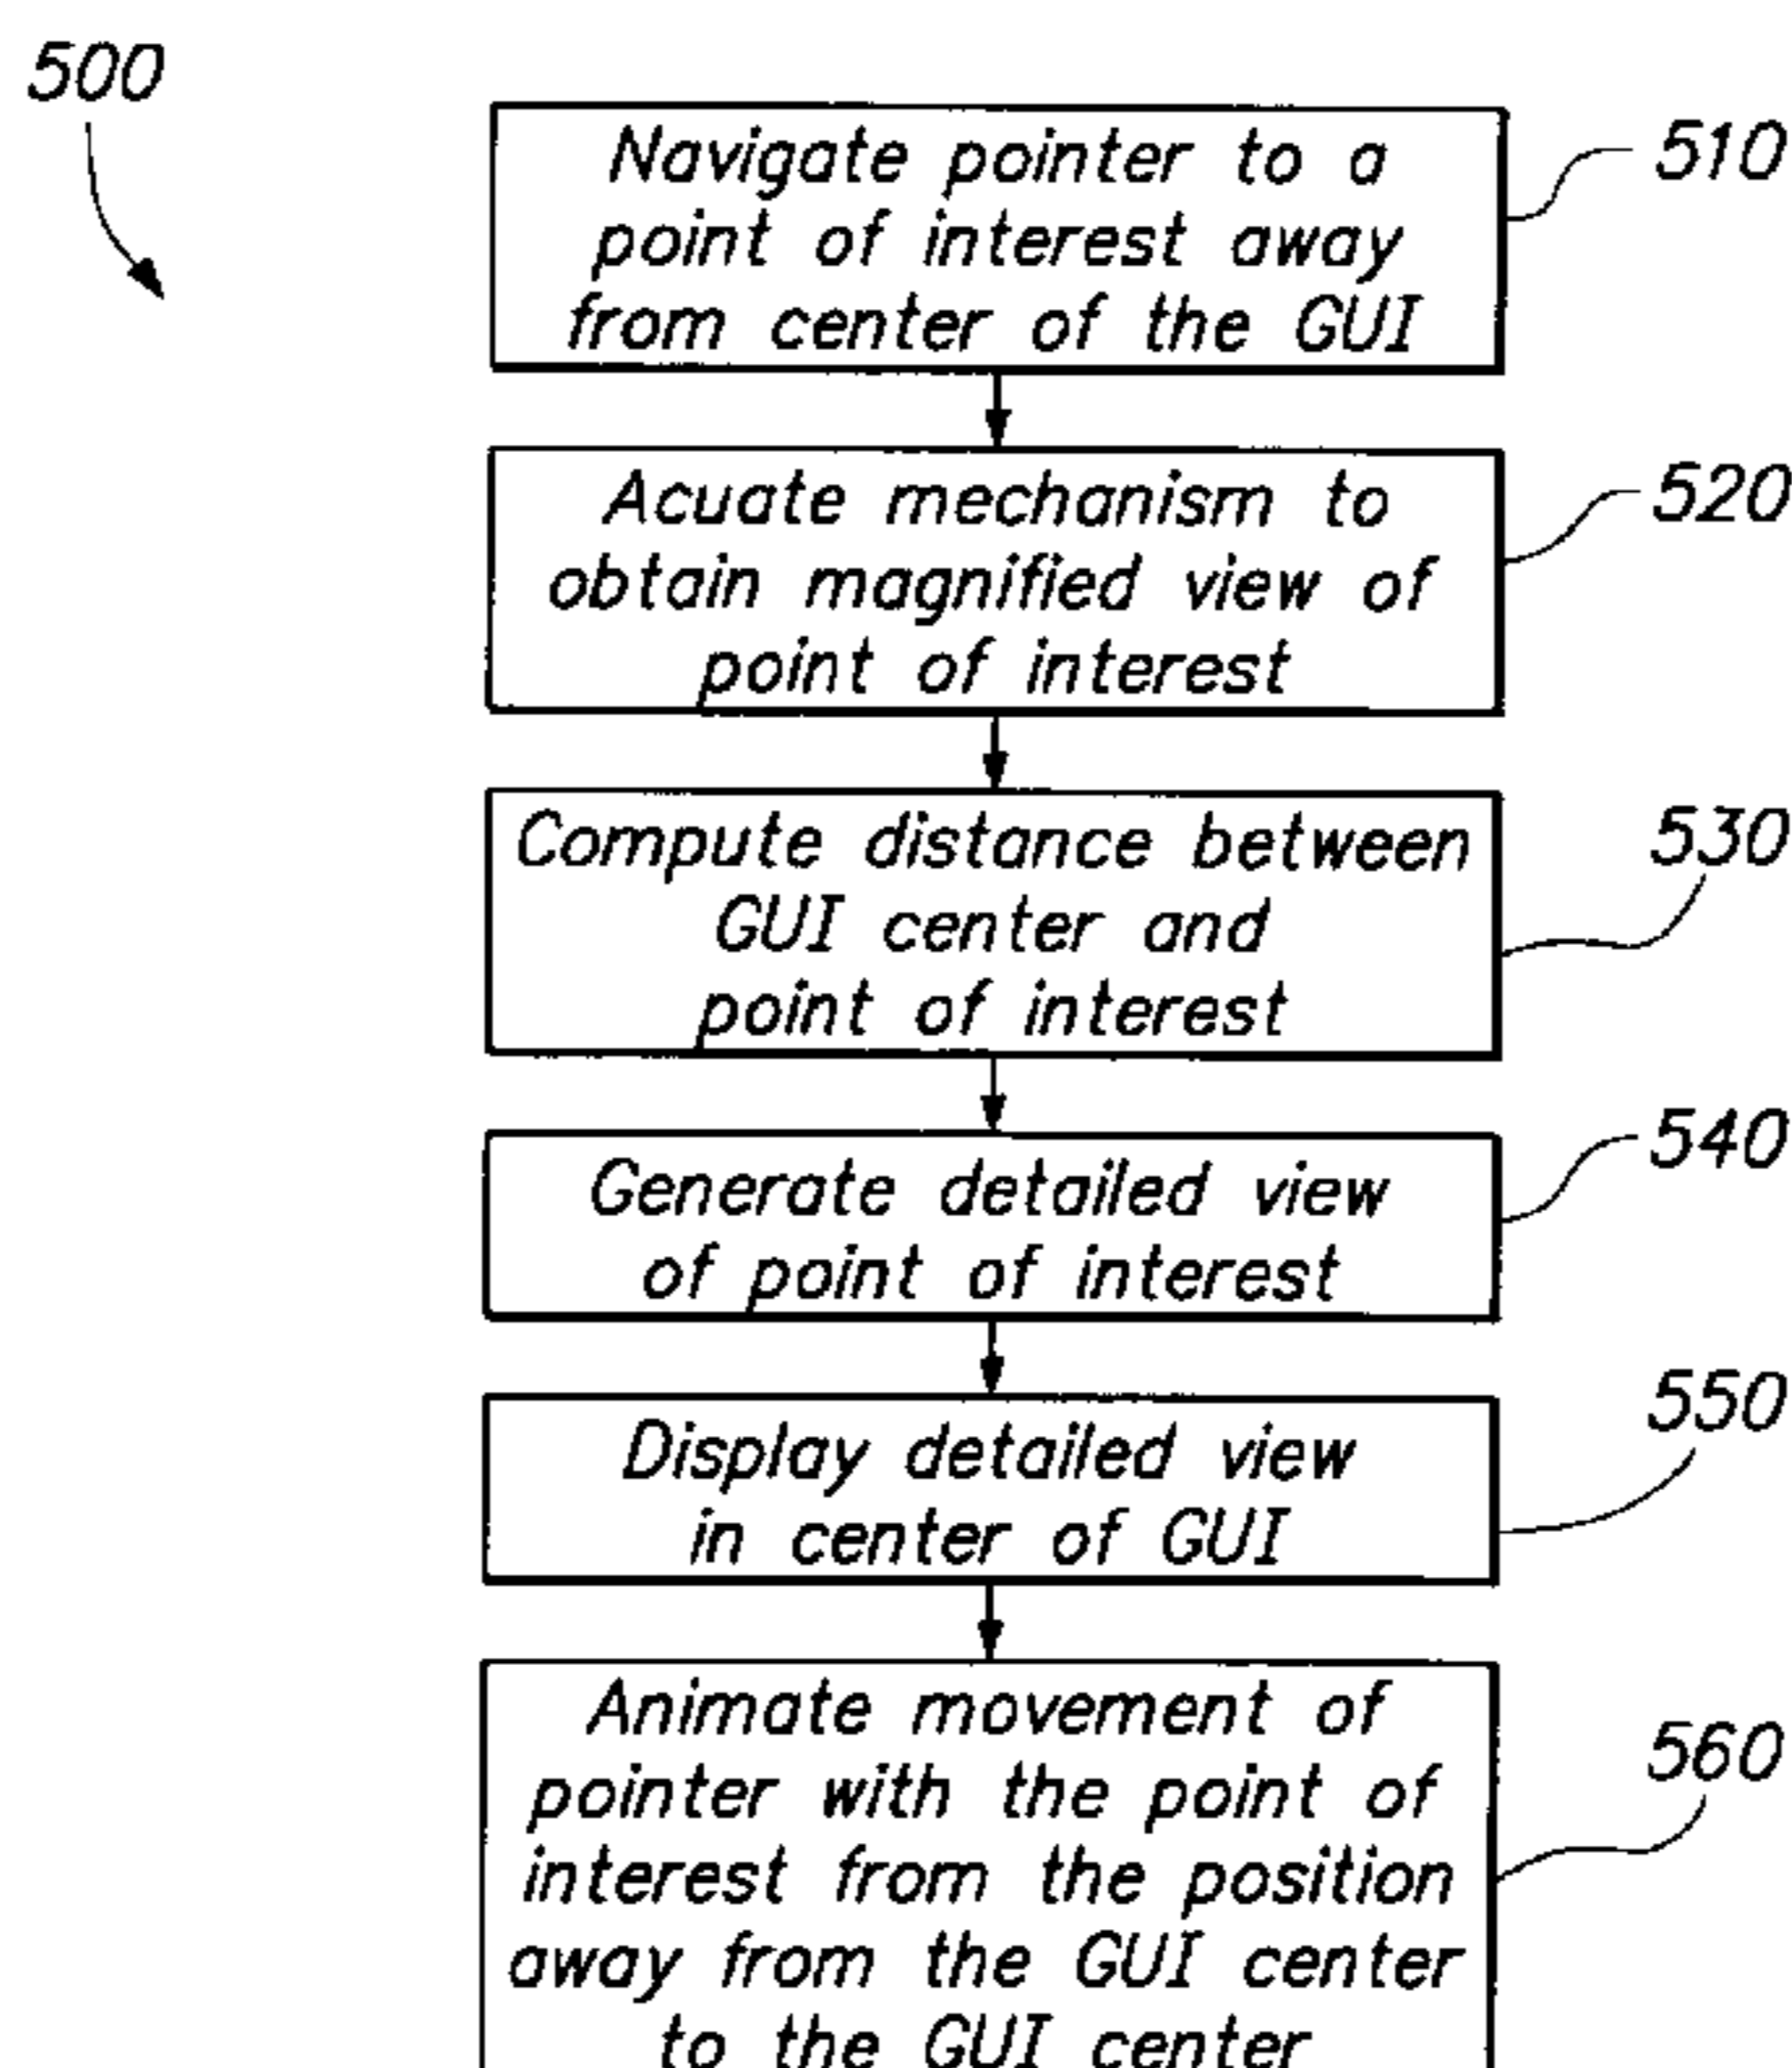 500
Navigate pointer to a
point of interest away
from center of the GUI
510
Acuate mechanism to
obtain magnified view of
point of interest
520
Compute distance between
GUI center and
point of interest
530
Generate detailed view
of point of interest
540
Display detailed view
in center of GUI
550
Animate movement of
pointer with the point of
interest from the position
away from the GUI center
to the GUI center
560